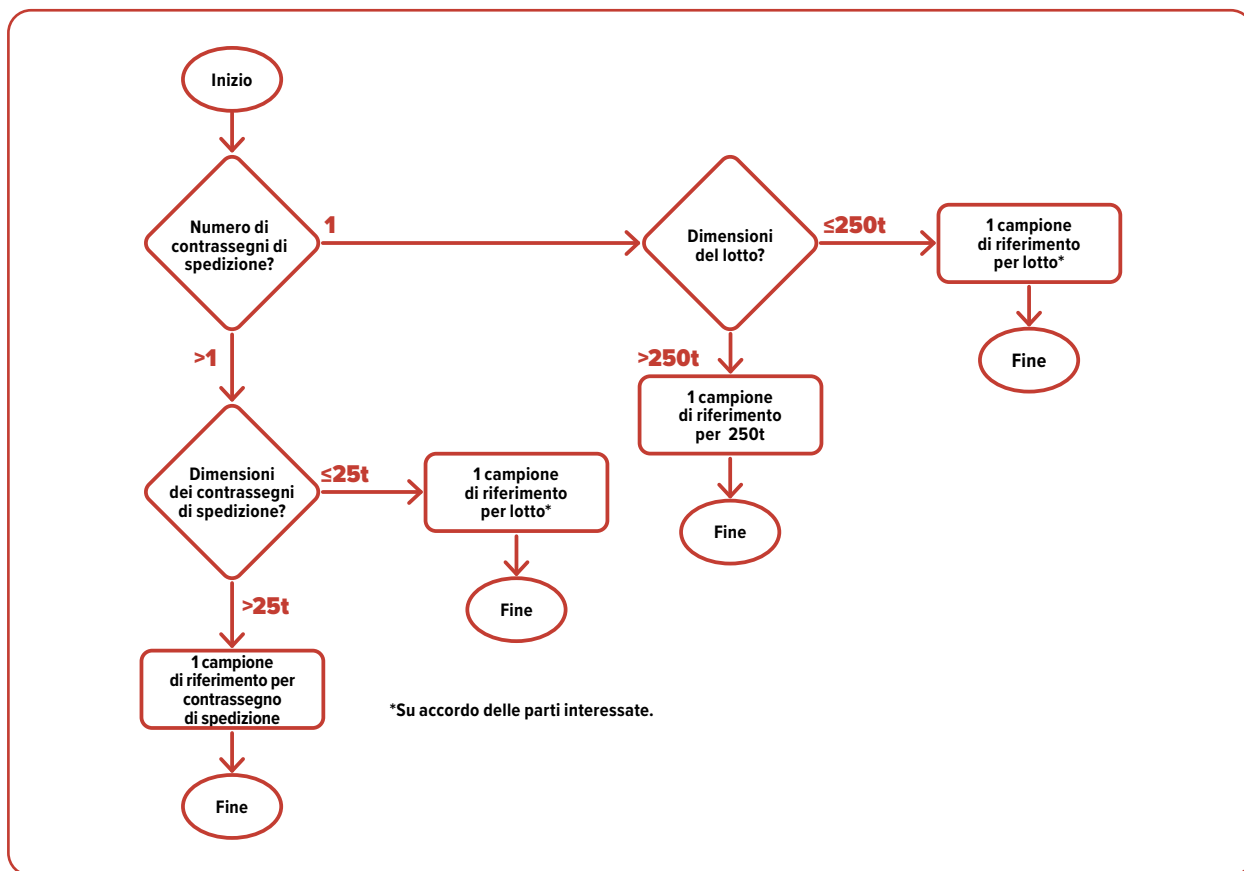 Inizio
Numero di
contrassegni di
spedizione?
1
Dimensioni
del lotto?
≤250t
1 campione
di riferimento
per lotto*
Fine
>250t
1 campione
di riferimento
per 250t
Fine
>1
Dimensioni
dei contrassegni
di spedizione?
≤25t
1 campione
di riferimento
per lotto*
Fine
>25t
1 campione
di riferimento per
contrassegno
di spedizione
Fine
*Su accordo delle parti interessate.